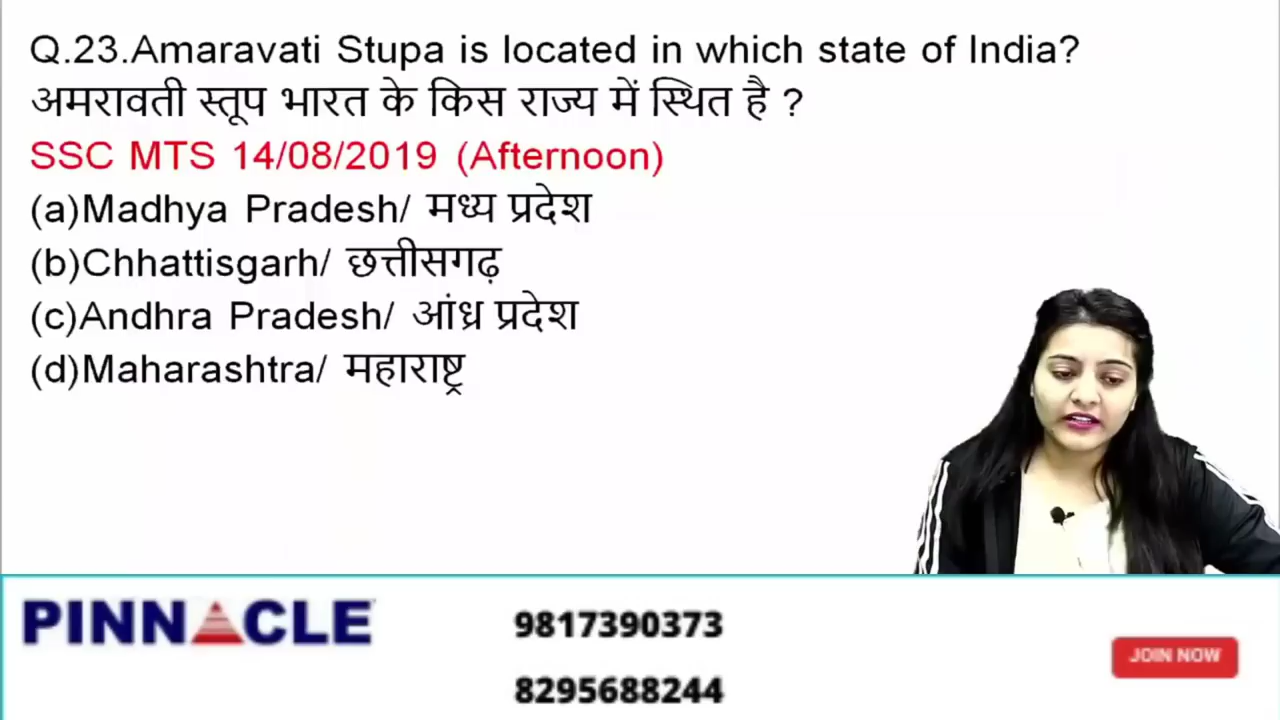 Q.23.Amaravati Stupa is located in which state of India?
अमरावती स्तूप भारत के किस राज्य में स्थित है ?
SSC MTS 14/08/2019 (Afternoon)
(a)Madhya Pradesh/ मध्य प्रदेश
(b)Chhattisgarh/ छत्तीसगढ़
(c)Andhra Pradesh/ आंध्र प्रदेश
(d)Maharashtra/ महाराष्ट्र
PINNACLE
9817390373
JOIN NOW
8295688244